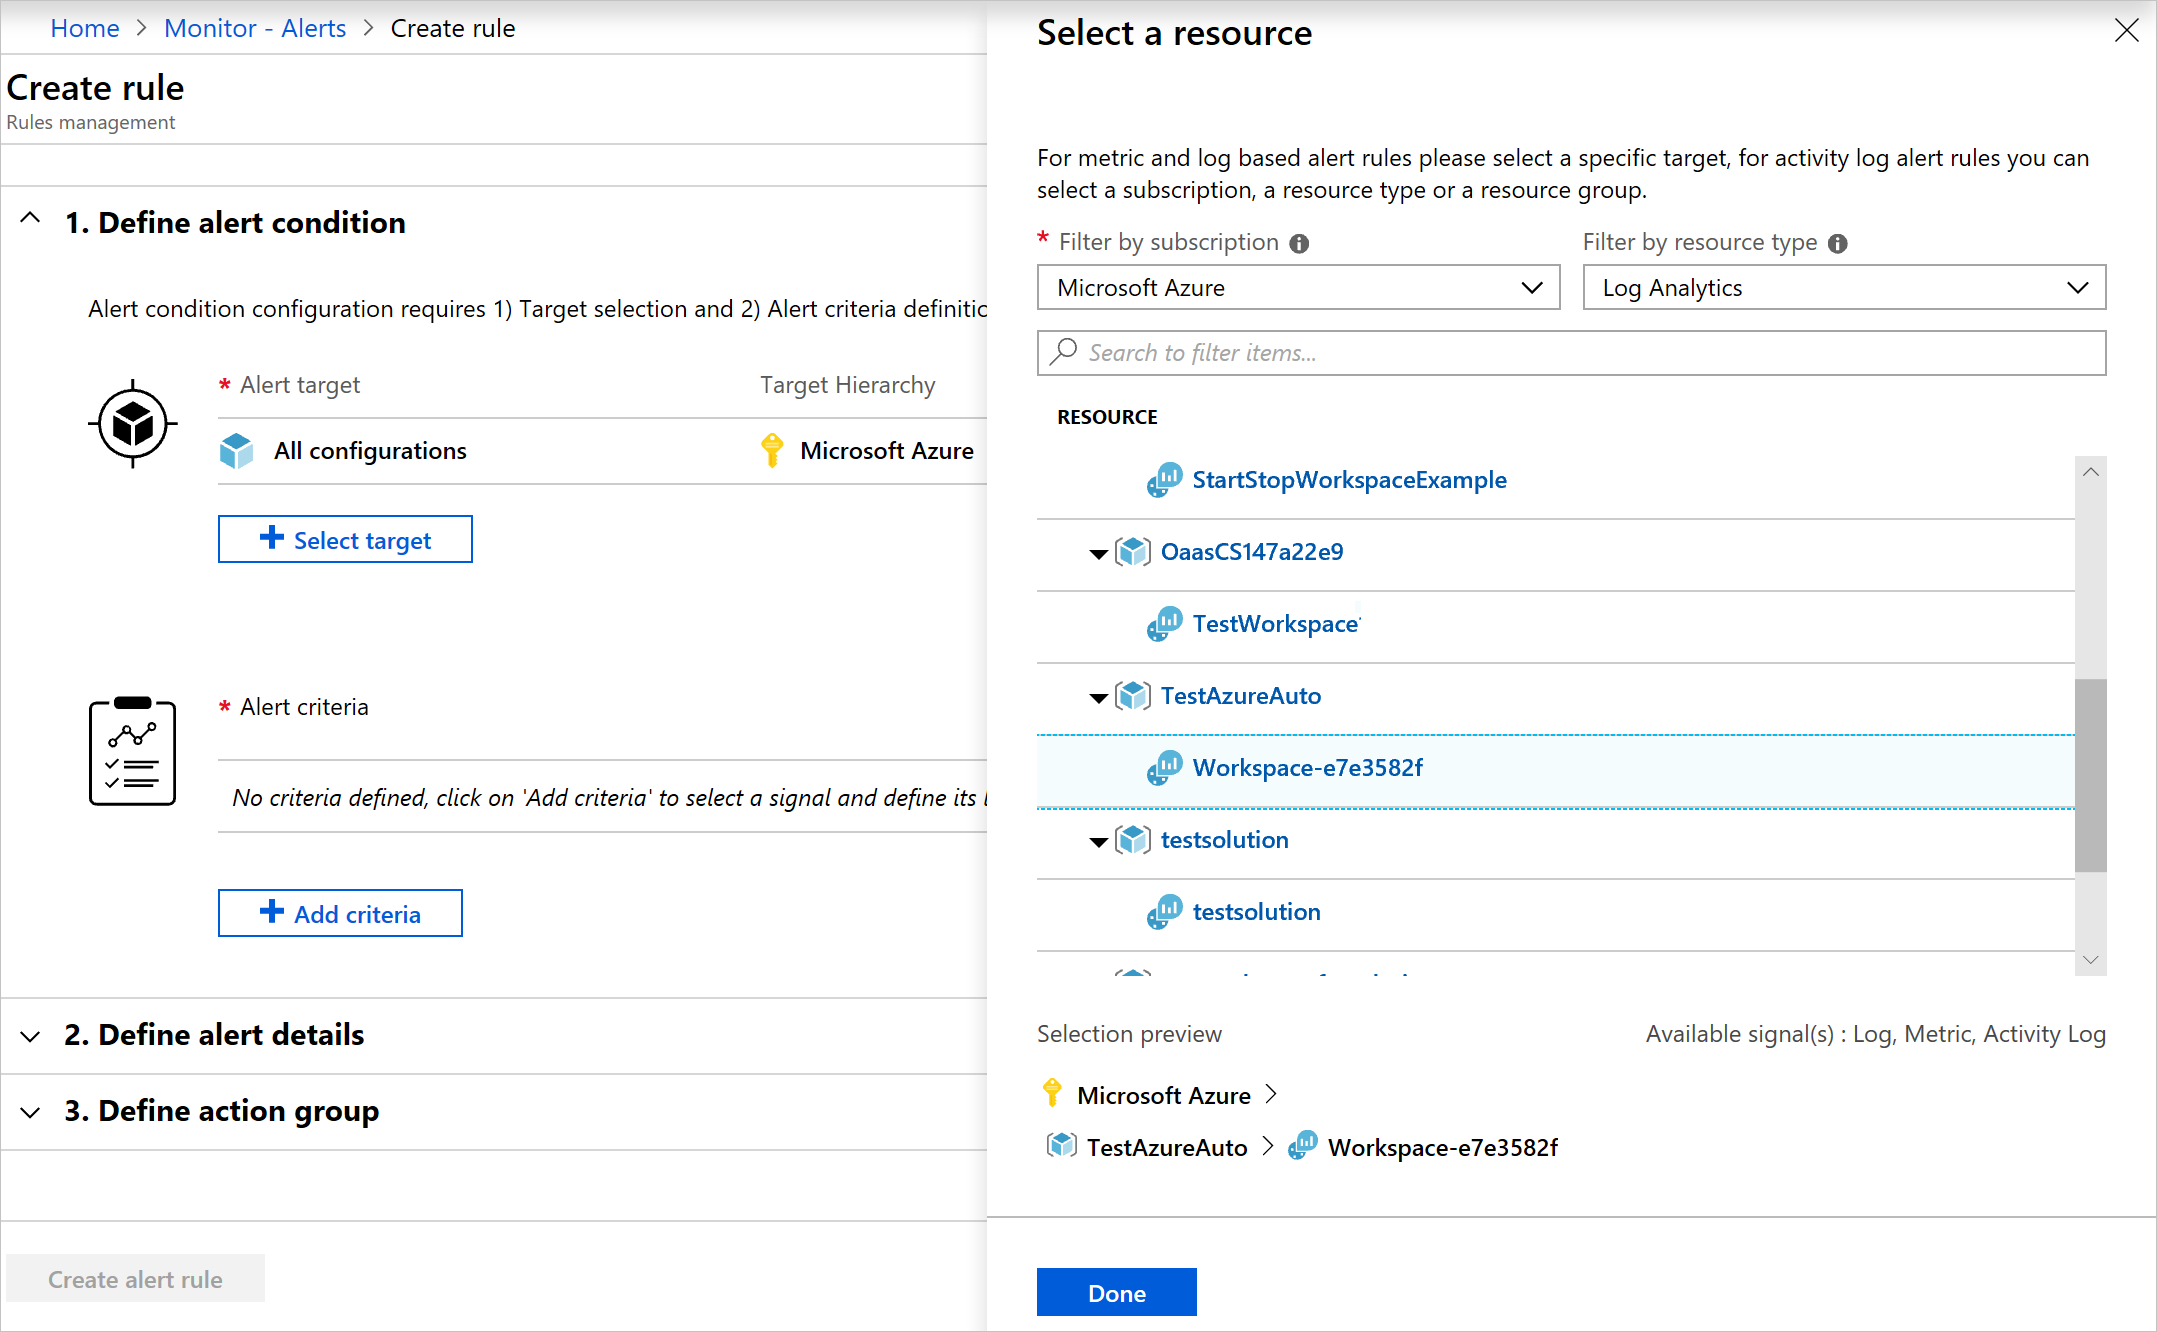 Home > Monitor - Alerts > Create rule
Create rule
Rules management
1. Define alert condition
Alert condition configuration requires 1) Target selection and 2) Alert criteria
* Alert target
Target Hierarchy
All configurations
Microsoft Azure
Select target
* Alert criteria
No criteria defined, click on 'Add criteria' to select a signal and define its
Add criteria
2. Define alert details
3. Define action group
Create alert rule
Select a resource
For metric and log based alert rules please select a specific target, for activity log alert rules you can
select a subscription, a resource type or a resource group.
* Filter by subscription
Filter by resource type
Microsoft Azure
Log Analytics
Search to filter items...
RESOURCE
StartStopWorkspaceExample
OaasCS147a22e9
TestWorkspace
TestAzureAuto
Workspace-e7e3582f
testsolution
testsolution
Selection preview
Available signal(s) : Log, Metric, Activity Log
Microsoft Azure >
TestAzureAuto > Workspace-e7e3582f
Done